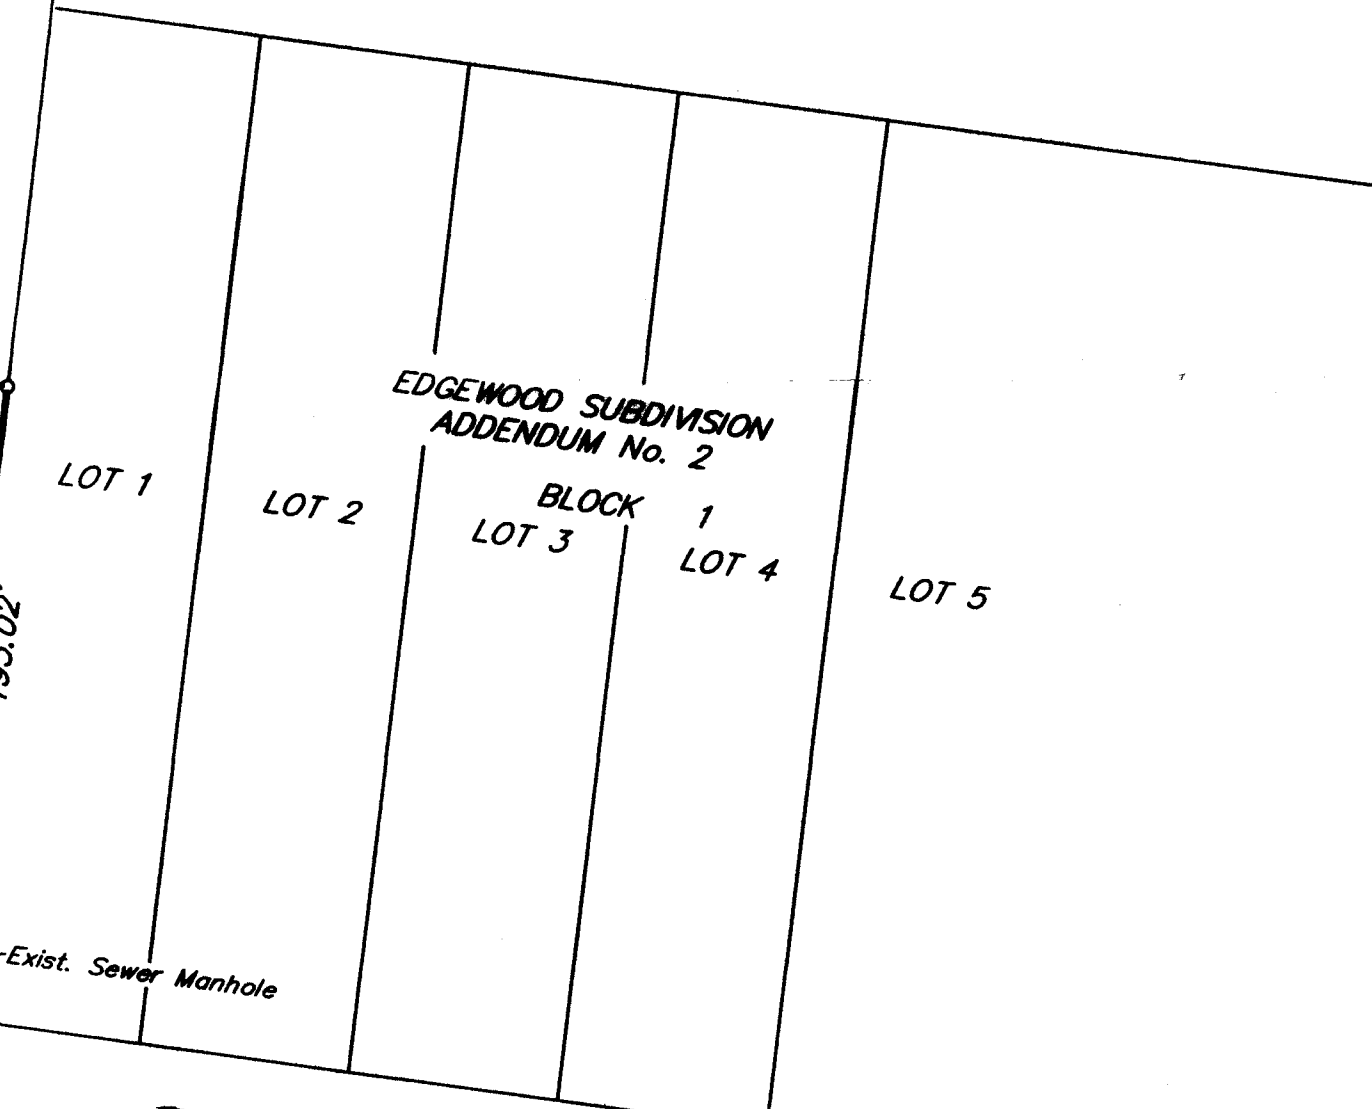 EDGEWOOD SUBDIVISION
ADDENDUM No. 2
BLOCK 1
LOT 1
LOT 2
LOT 3
LOT 4
LOT 5
Exist. Sewer Manhole